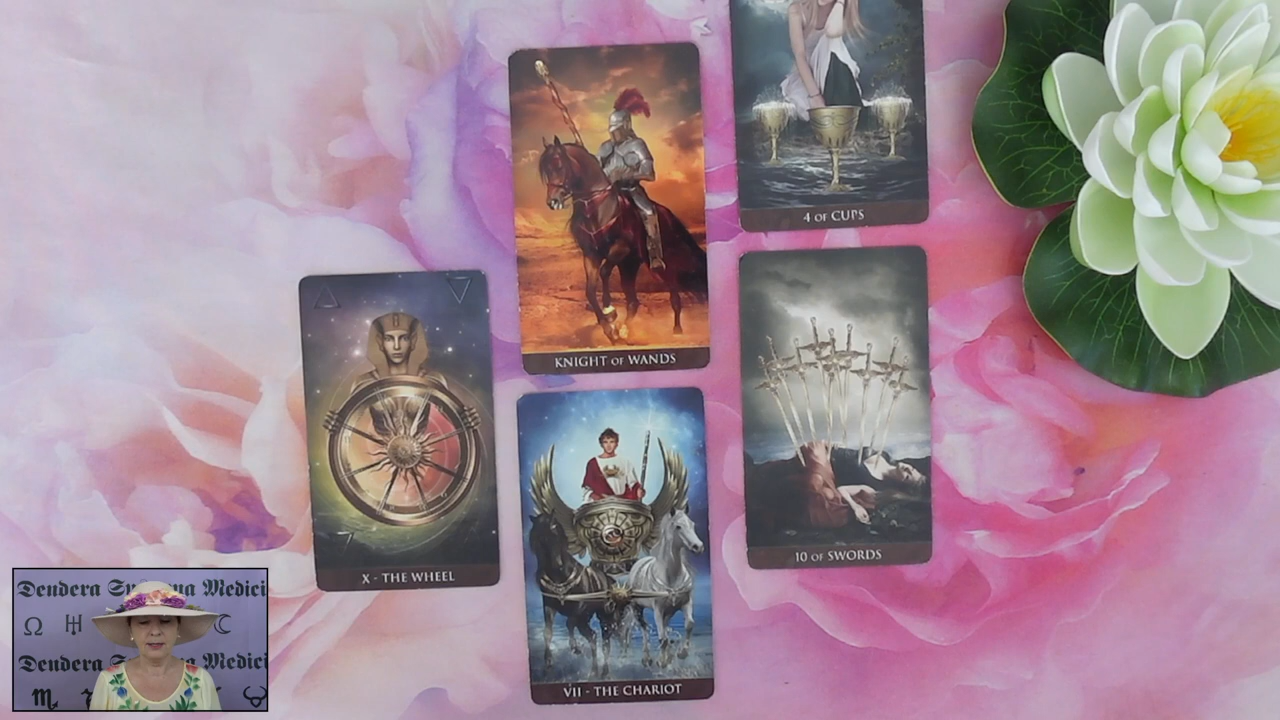 4 OF CUPS
KNIGHT OF WANDS
10 OF SWORDS
X - THE WHEEL
VII - THE CHARIOT
Dendera Medici
Dendera Medici